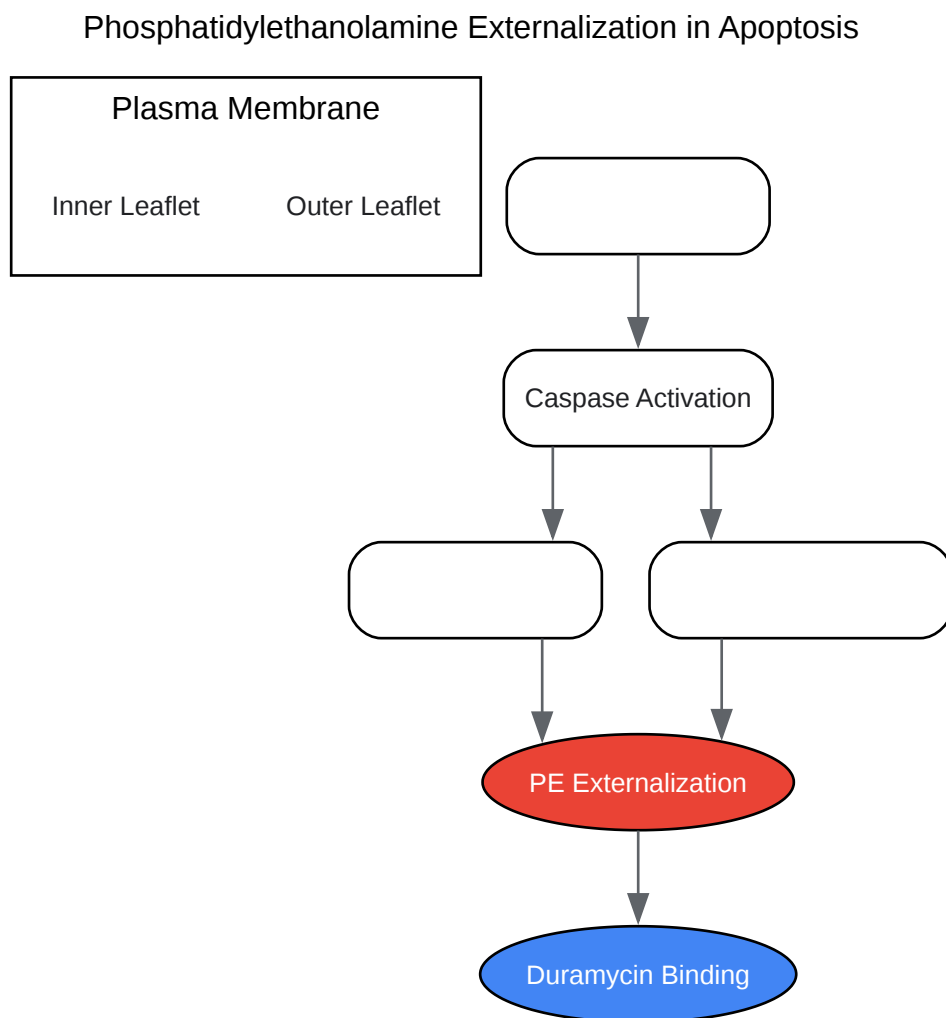 Phosphatidylethanolamine Externalization in Apoptosis
Plasma Membrane
Inner Leaflet
Outer Leaflet
Caspase Activation
PE Externalization
Duramycin Binding